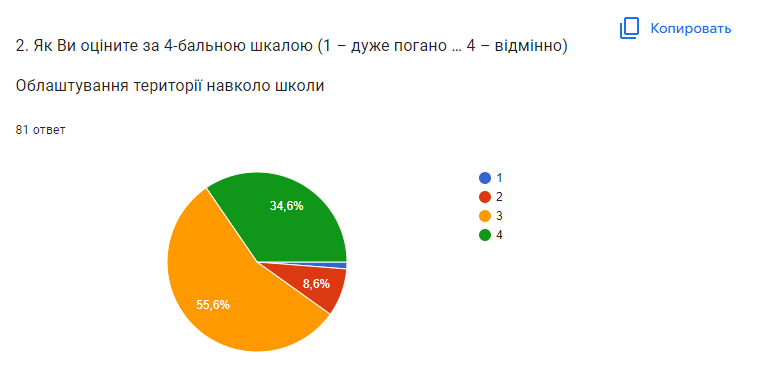 Копировать
2. Як Ви оціните за 4-бальною шкалою (1 – дуже погано ... 4 – відмінно)
Облаштування території навколо школи
81 ответ
1
2
3
4
34,6%
8,6%
55,6%